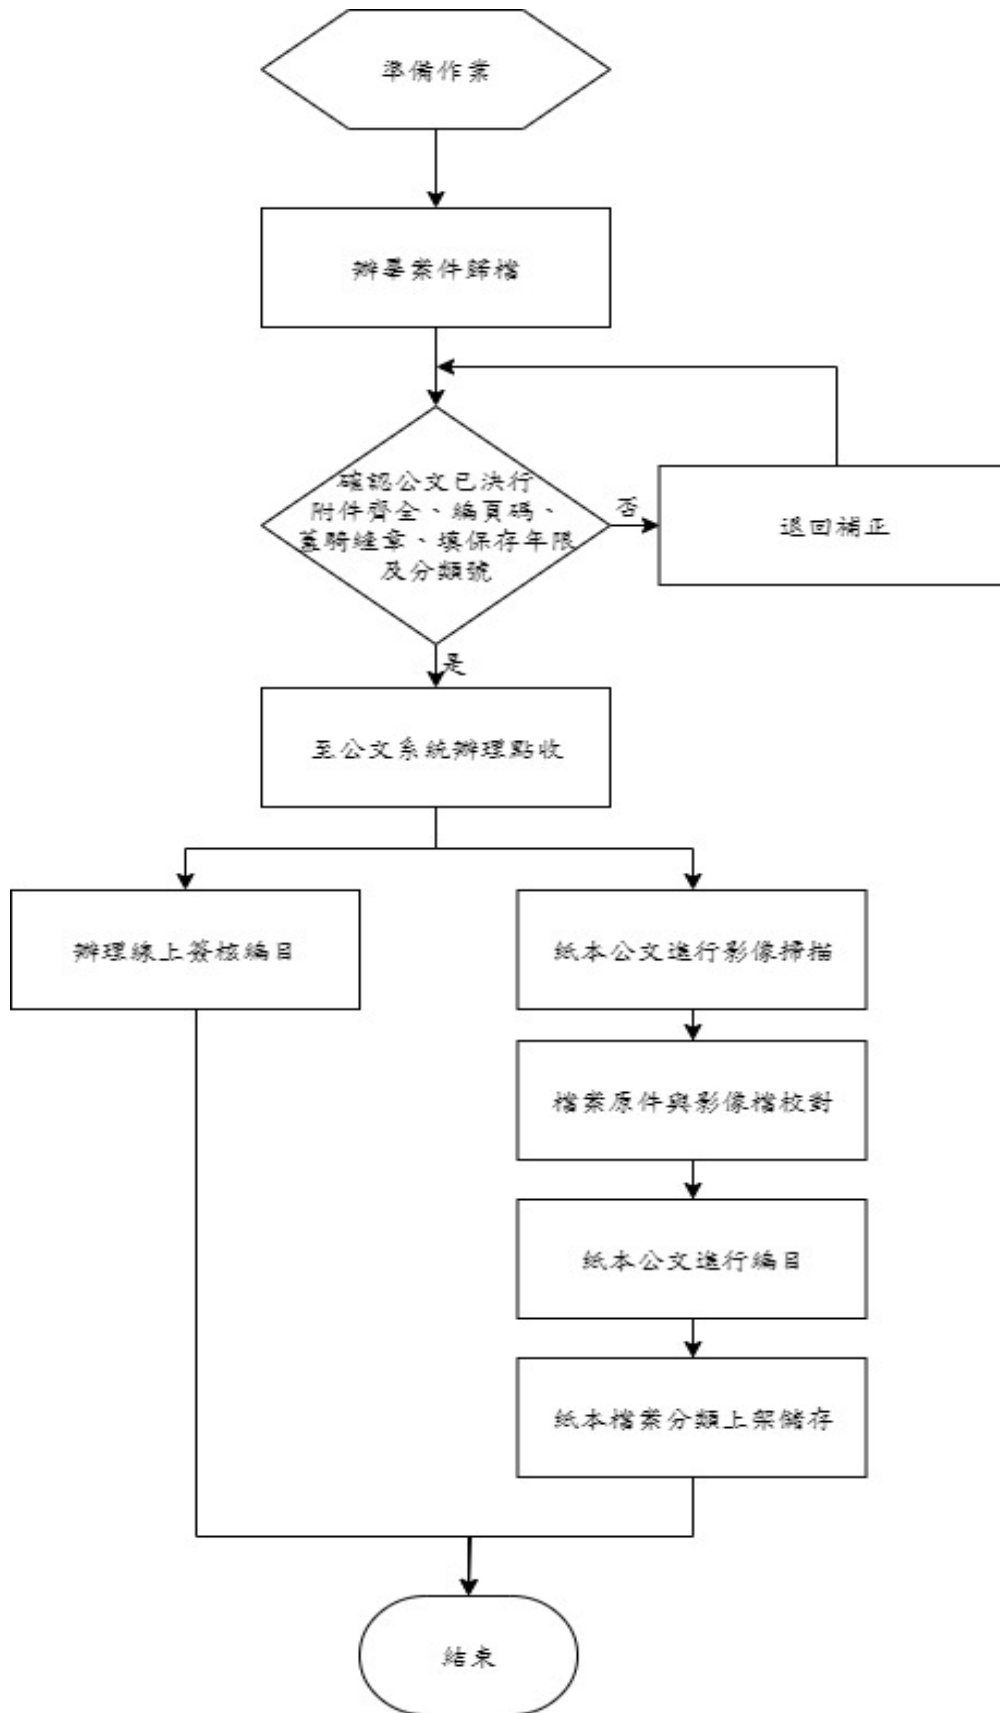 準備作業
辦畢案件歸檔
確認公文已決行
附件齊全、編頁碼、
蓋騎縫章、填保存年限
及分類號
否
退回補正
是
至公文系統辦理點收
辦理線上簽核編目
紙本公文進行影像掃描
檔案原件與影像檔校對
紙本公文進行編目
紙本檔案分類上架儲存
結束